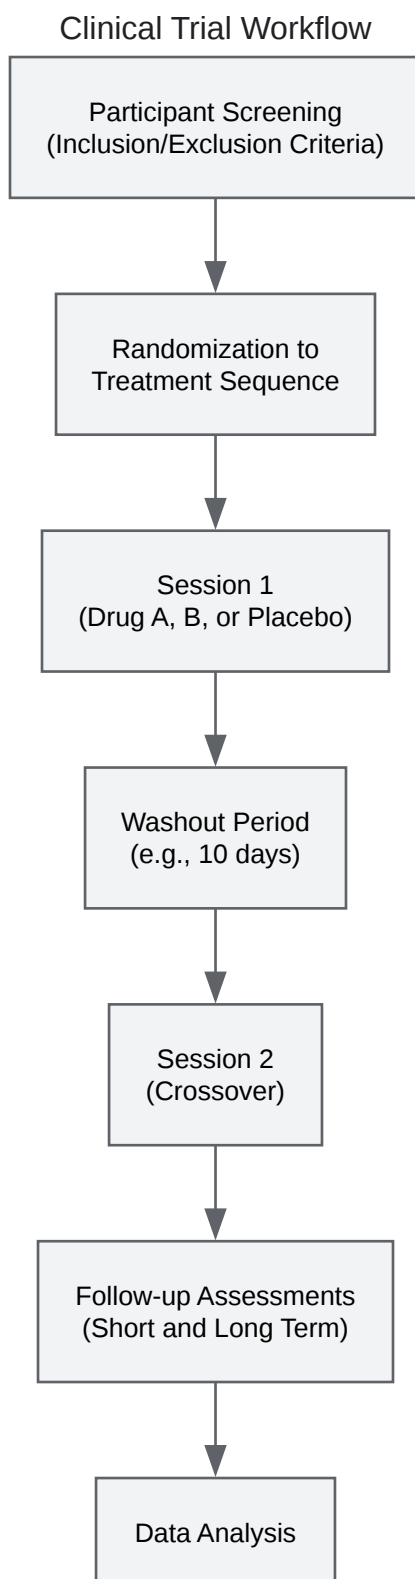 Clinical Trial Workflow
Participant Screening
(Inclusion/Exclusion Criteria)
Randomization to
Treatment Sequence
Session 1
(Drug A, B, or Placebo)
Washout Period
(e.g., 10 days)
Session 2
(Crossover)
Follow-up Assessments
(Short and Long Term)
Data Analysis